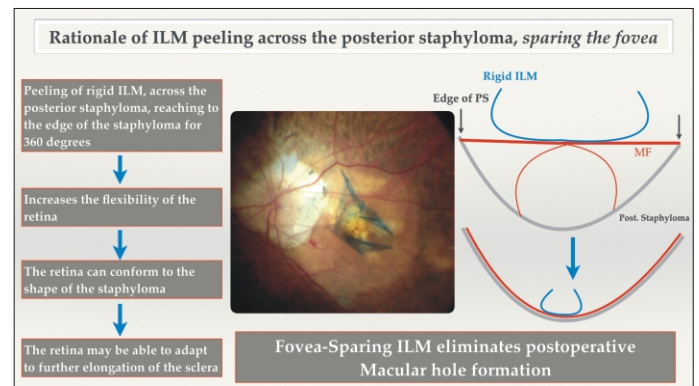 Rationale of ILM peeling across the posterior staphyloma, sparing the fovea
Peeling of rigid ILM, across the
posterior staphyloma, reaching to
the edge of the staphyloma for
360 degrees
Increases the flexibility of the
retina
The retina can conform to the
shape of the staphyloma
The retina may be able to adapt
to further elongation of the sclera
Rigid ILM
Edge of PS
MF
Post. Staphyloma
Fovea-Sparing ILM eliminates postoperative
Macular hole formation